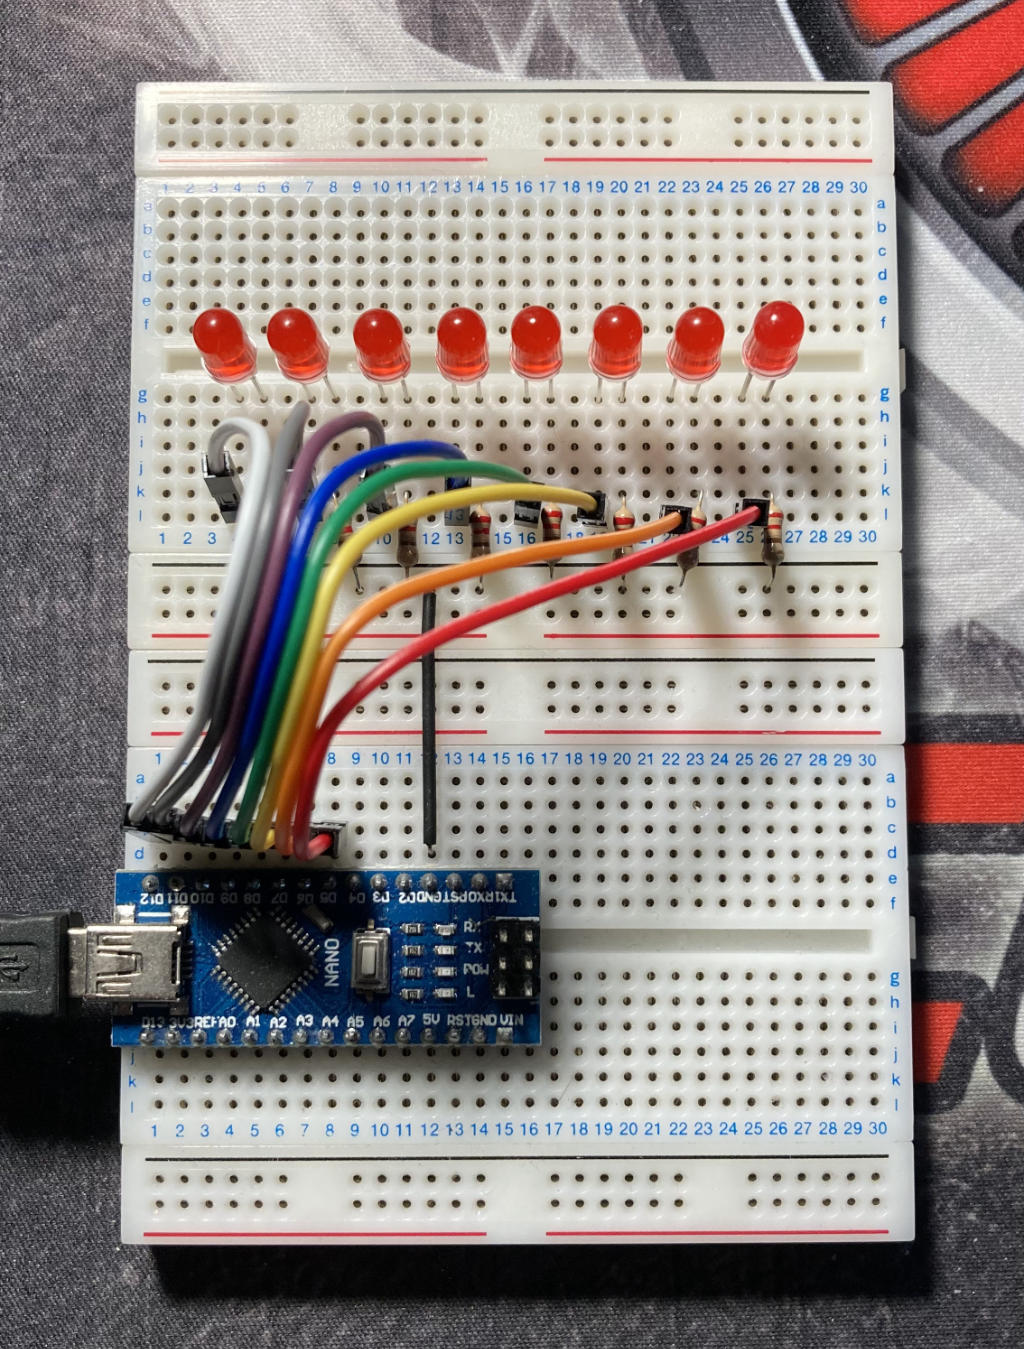 1 2 3 4 5 6 7 8 9 10 11 12 13 14 15 16 17 18 19 20 21 22 23 24 25 26 27 28 29 30
a a
b b
c c
d d
e e
f f
g g
h h
i i
j j
k k
l l
1 2 3 10 12 13 15 16 18 19 21 22 25 26 27 28 29 30
1 8 9 10 11 12 13 14 15 16 17 18 19 20 21 22 23 24 25 26 27 28 29 30
a a
b
c
d d
e
f
D12 D11 D10 D9 D8 D7 D6 D5 D4 D3 D2 GND RST RX0 TX1
RX
TX
POW
L
NANO
D13 3V3 REF A0 A1 A2 A3 A4 A5 A6 A7 5V RST GND VIN
g
h
i
j j
k k
l l
1 2 3 4 5 6 7 8 9 10 11 12 13 14 15 16 17 18 19 20 21 22 23 24 25 26 27 28 29 30